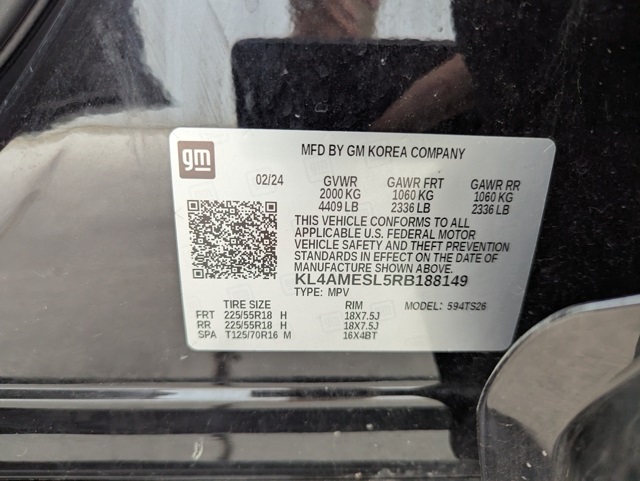 gm
MFD BY GM KOREA COMPANY
02/24 GVWR GAWR FRT GAWR RR
2000 KG 1060 KG 1060 KG
4409 LB 2336 LB 2336 LB
THIS VEHICLE CONFORMS TO ALL
APPLICABLE U.S. FEDERAL MOTOR
VEHICLE SAFETY AND THEFT PREVENTION
STANDARDS IN EFFECT ON THE DATE OF
MANUFACTURE SHOWN ABOVE.
KL4AMESL5RB188149
TYPE: MPV
TIRE SIZE RIM MODEL: 594TS26
FRT 225/55R18 H 18X7.5J
RR 225/55R18 H 18X7.5J
SPA T125/70R16 M 16X4BT